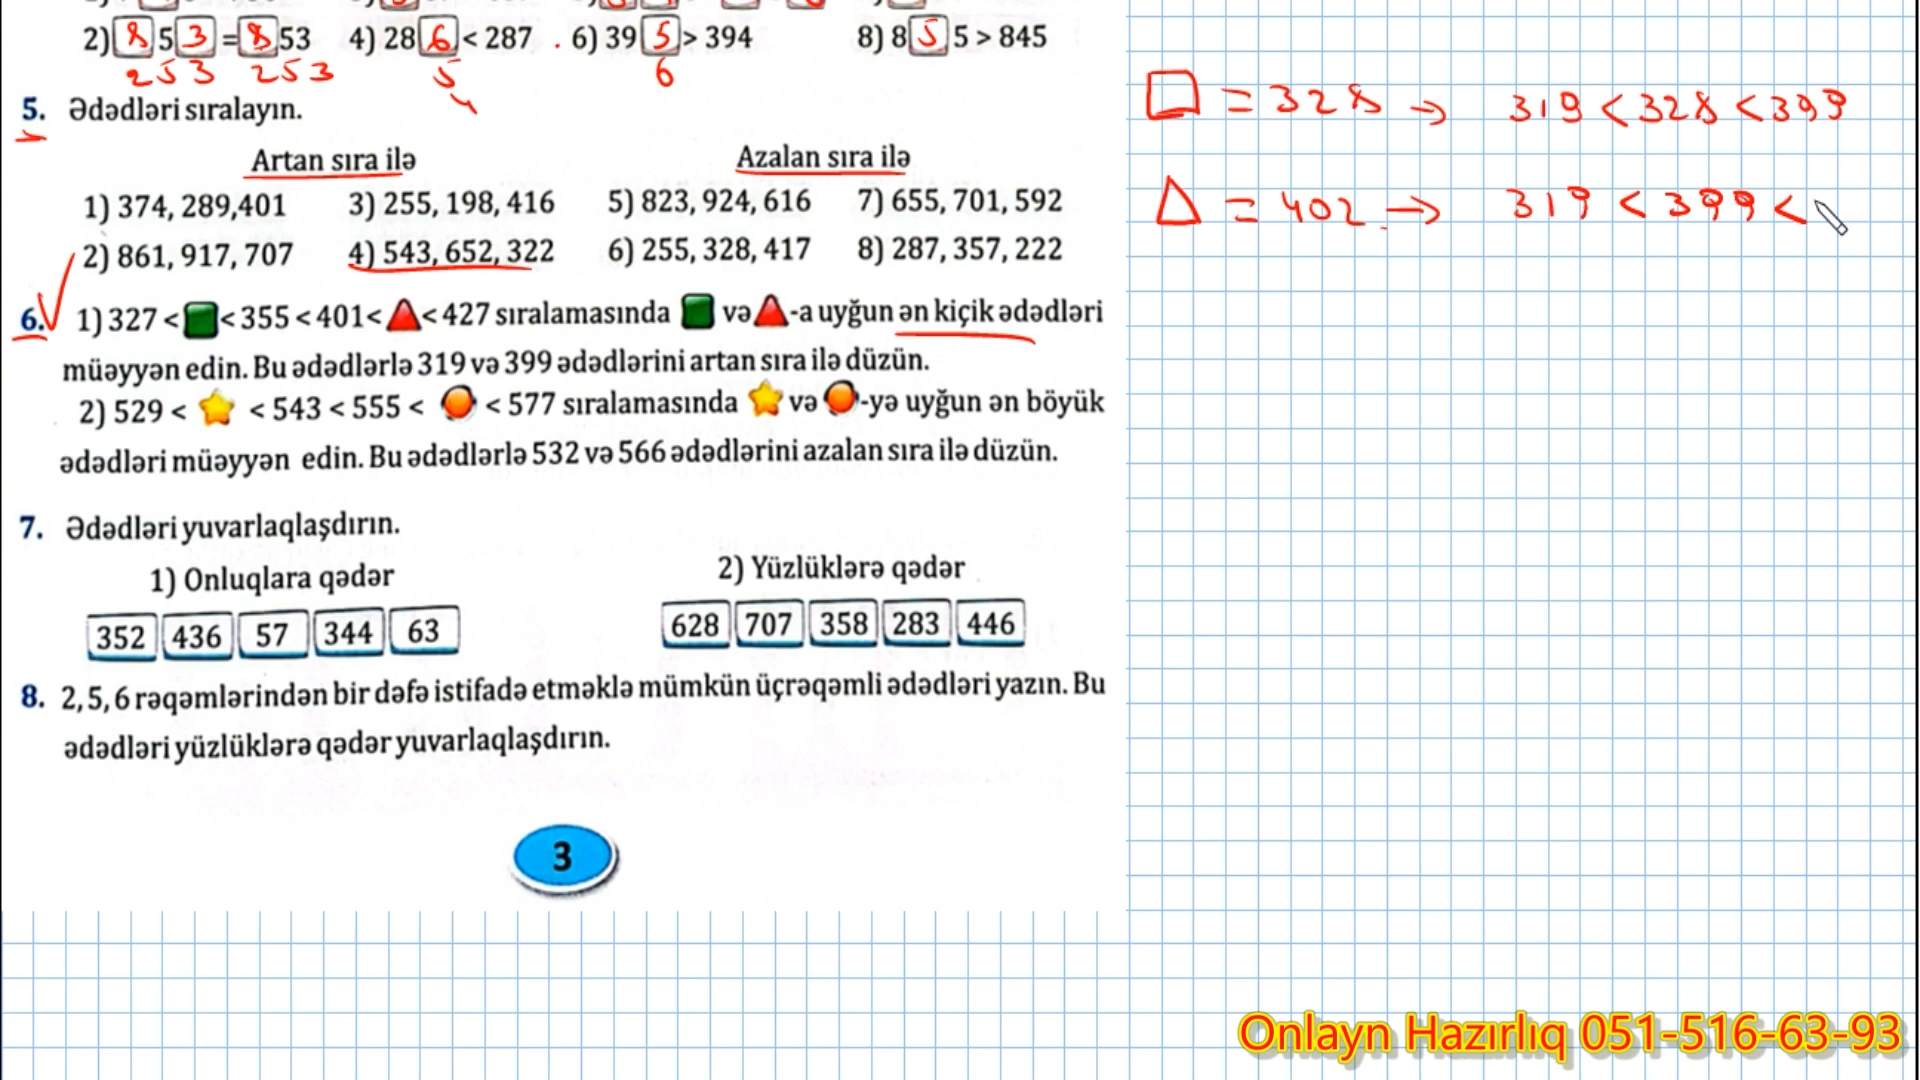 2) 8 5 3 = 8 53 4) 28 6 < 287 . 6) 39 5 > 394 8) 8 5 5 > 845
253 253 5 6
4
5. Ədədləri sıralayın.
Artan sıra ilə Azalan sıra ilə
1) 374, 289,401 3) 255, 198, 416 5) 823, 924, 616 7) 655, 701, 592
2) 861, 917, 707 4) 543, 652, 322 6) 255, 328, 417 8) 287, 357, 222
6. 1) 327 < < 355 < 401< < 427 sıralamasında və -a uyğun ən kiçik ədədləri
müəyyən edin. Bu ədədlərlə 319 və 399 ədədlərini artan sıra ilə düzün.
2) 529 < < 543 < 555 < < 577 sıralamasında və -yə uyğun ən böyük
ədədləri müəyyən edin. Bu ədədlərlə 532 və 566 ədədlərini azalan sıra ilə düzün.
7. Ədədləri yuvarlaqlaşdırın.
1) Onluqlara qədər 2) Yüzlüklərə qədər
352 436 57 344 63 628 707 358 283 446
8. 2, 5, 6 rəqəmlərindən bir dəfə istifadə etməklə mümkün üçrəqəmli ədədləri yazın. Bu
ədədləri yüzlüklərə qədər yuvarlaqlaşdırın.
3
□ = 328 → 319 < 328 < 399
Δ = 402 → 319 < 399 <
Onlayn Hazırlıq 051-516-63-93